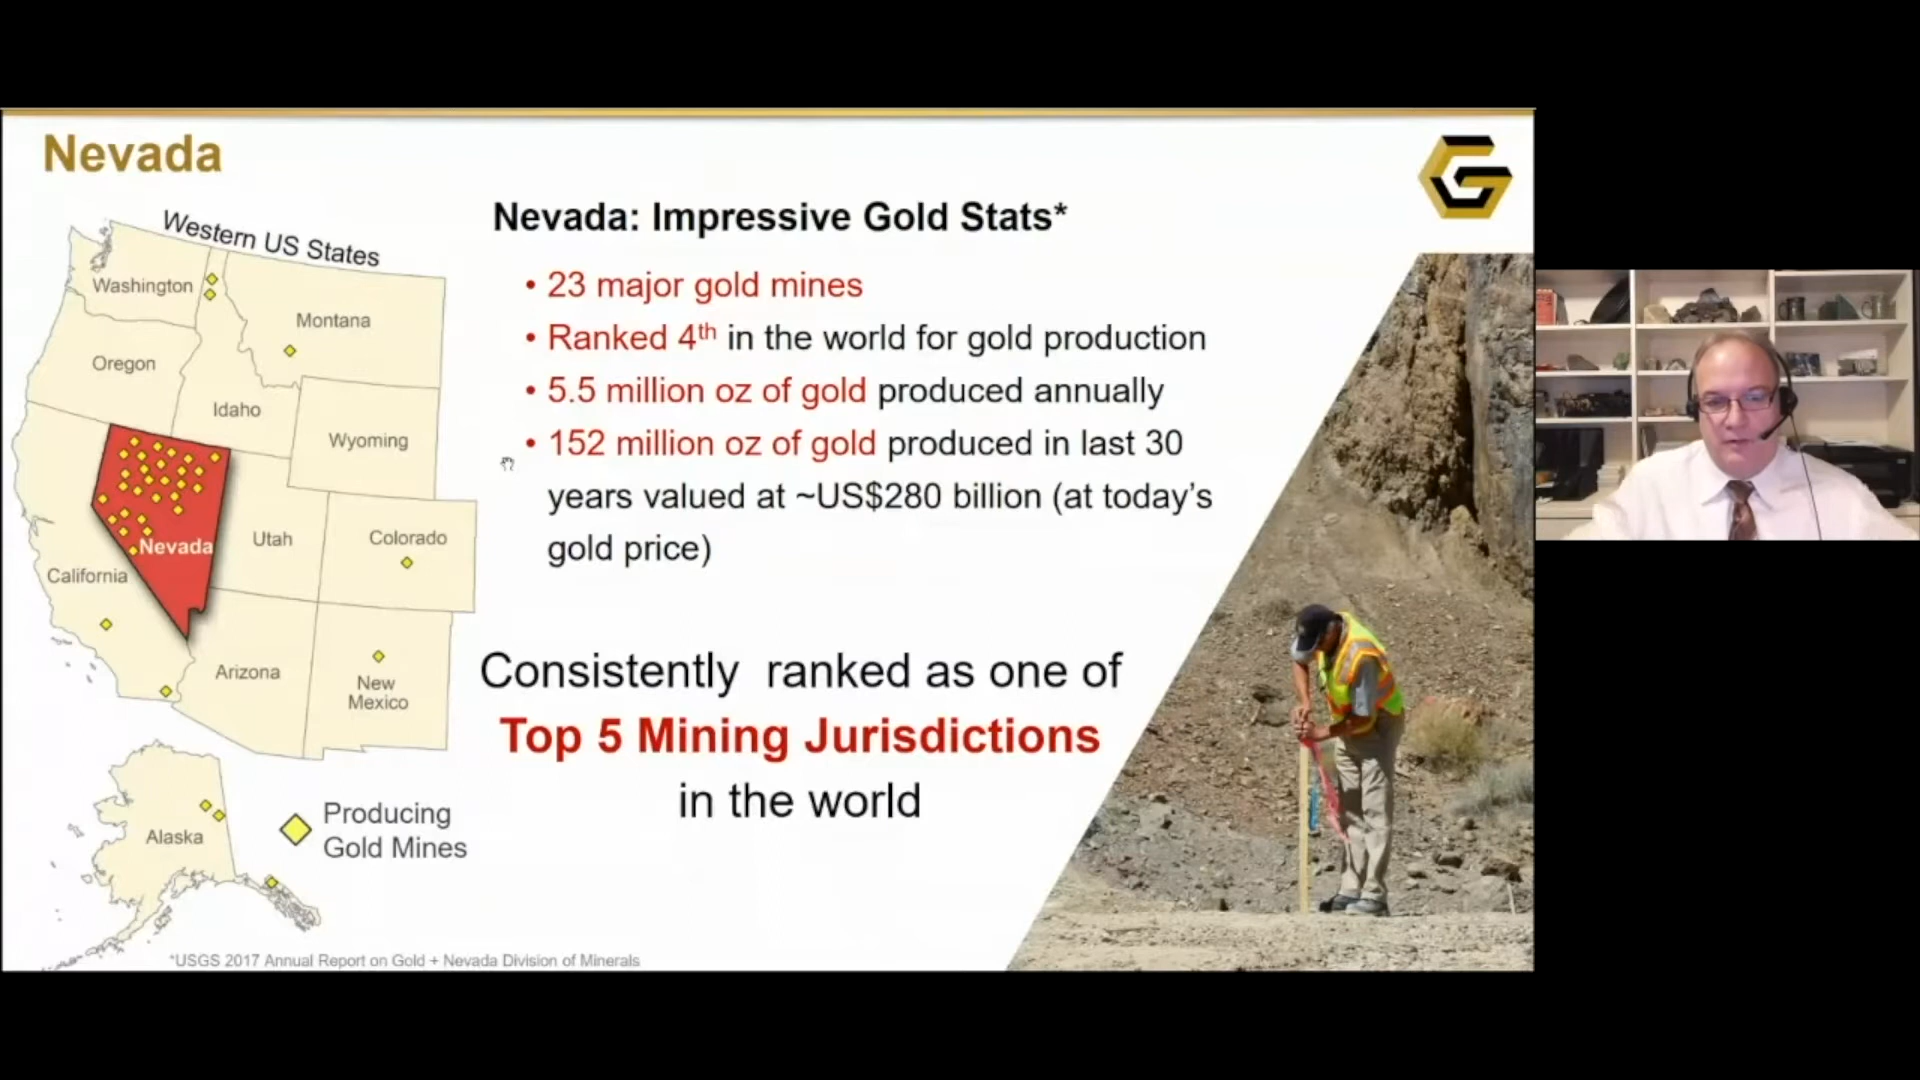 Nevada
Western US States
Washington
Montana
Oregon
Idaho
Wyoming
Nevada
Utah
Colorado
California
Arizona
New
Mexico
Alaska
Producing
Gold Mines
Nevada: Impressive Gold Stats*
• 23 major gold mines
• Ranked 4th in the world for gold production
• 5.5 million oz of gold produced annually
• 152 million oz of gold produced in last 30
years valued at ~US$280 billion (at today's
gold price)
Consistently ranked as one of
Top 5 Mining Jurisdictions
in the world
*USGS 2017 Annual Report on Gold + Nevada Division of Minerals